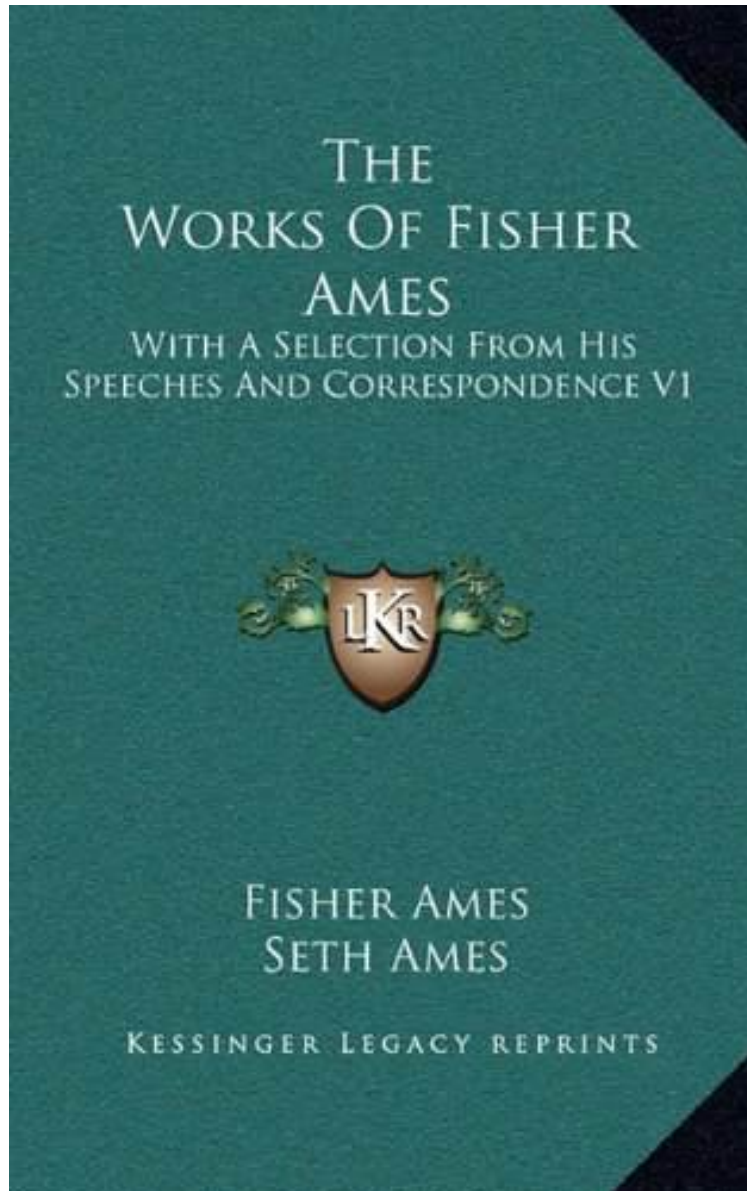 THE
WORKS OF FISHER
AMES
WITH A SELECTION FROM HIS
SPEECHES AND CORRESPONDENCE V1
LKR
FISHER AMES
SETH AMES
KESSINGER LEGACY REPRINTS